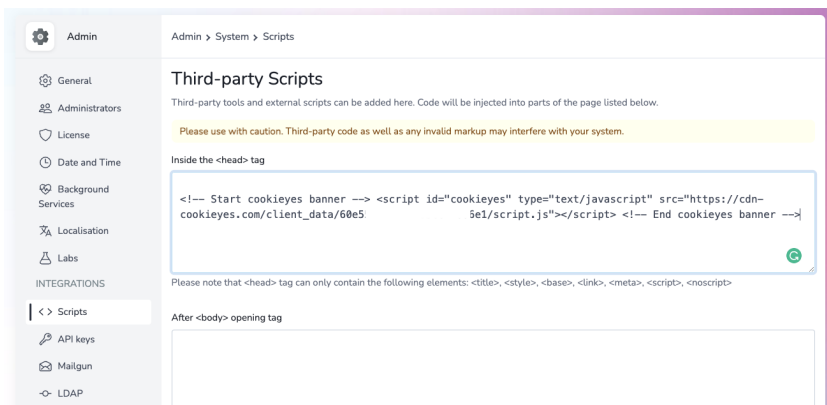 Admin
Admin > System > Scripts
General
Administrators
License
Date and Time
Background
Services
Localisation
Labs
INTEGRATIONS
<> Scripts
API keys
Mailgun
LDAP
Third-party Scripts
Third-party tools and external scripts can be added here. Code will be injected into parts of the page listed below.
Please use with caution. Third-party code as well as any invalid markup may interfere with your system.
Inside the <head> tag
<!-- Start cookieyes banner --> <script id="cookieyes" type="text/javascript" src="https://cdn-
cookieyes.com/client_data/60e5 6e1/script.js"></script> <!-- End cookieyes banner -->
Please note that <head> tag can only contain the following elements: <title>, <style>, <base>, <link>, <meta>, <script>, <noscript>
After <body> opening tag